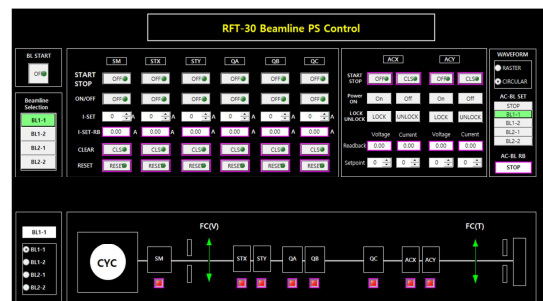 RFT-30 Beamline PS Control
BL START
OFF
Beamline
Selection
BL1-1
BL1-2
BL2-1
BL2-2
SM STX STY QA QB QC
START
STOP
OFF OFF OFF OFF OFF OFF
ON/OFF OFF OFF OFF OFF OFF OFF
I-SET 0 A 0 A 0 A 0 A 0 A 0 A
I-SET-RB 0.00 A 0.00 A 0.00 A 0.00 A 0.00 A 0.00 A
CLEAR CLS CLS CLS CLS CLS CLS
RESET RESE RESE RESE RESE RESE RESE
ACX ACY
START
STOP
OFF CLS OFF CLS
Power
ON
On Off On Off
LOCK
UNLOCK
LOCK UNLOCK LOCK UNLOCK
Voltage Current Voltage Current
Readback 0.00 0.00 0.00 0.00
Setpoint 0 0 0 0
WAVEFORM
RASTER
CIRCULAR
AC-BL SET
STOP
BL1-1
BL1-2
BL2-1
BL2-2
AC-BL RB
STOP
BL1-1
BL1-1
BL1-2
BL2-1
BL2-2
FC(V) FC(T)
CYC SM STX STY QA QB QC ACX ACY